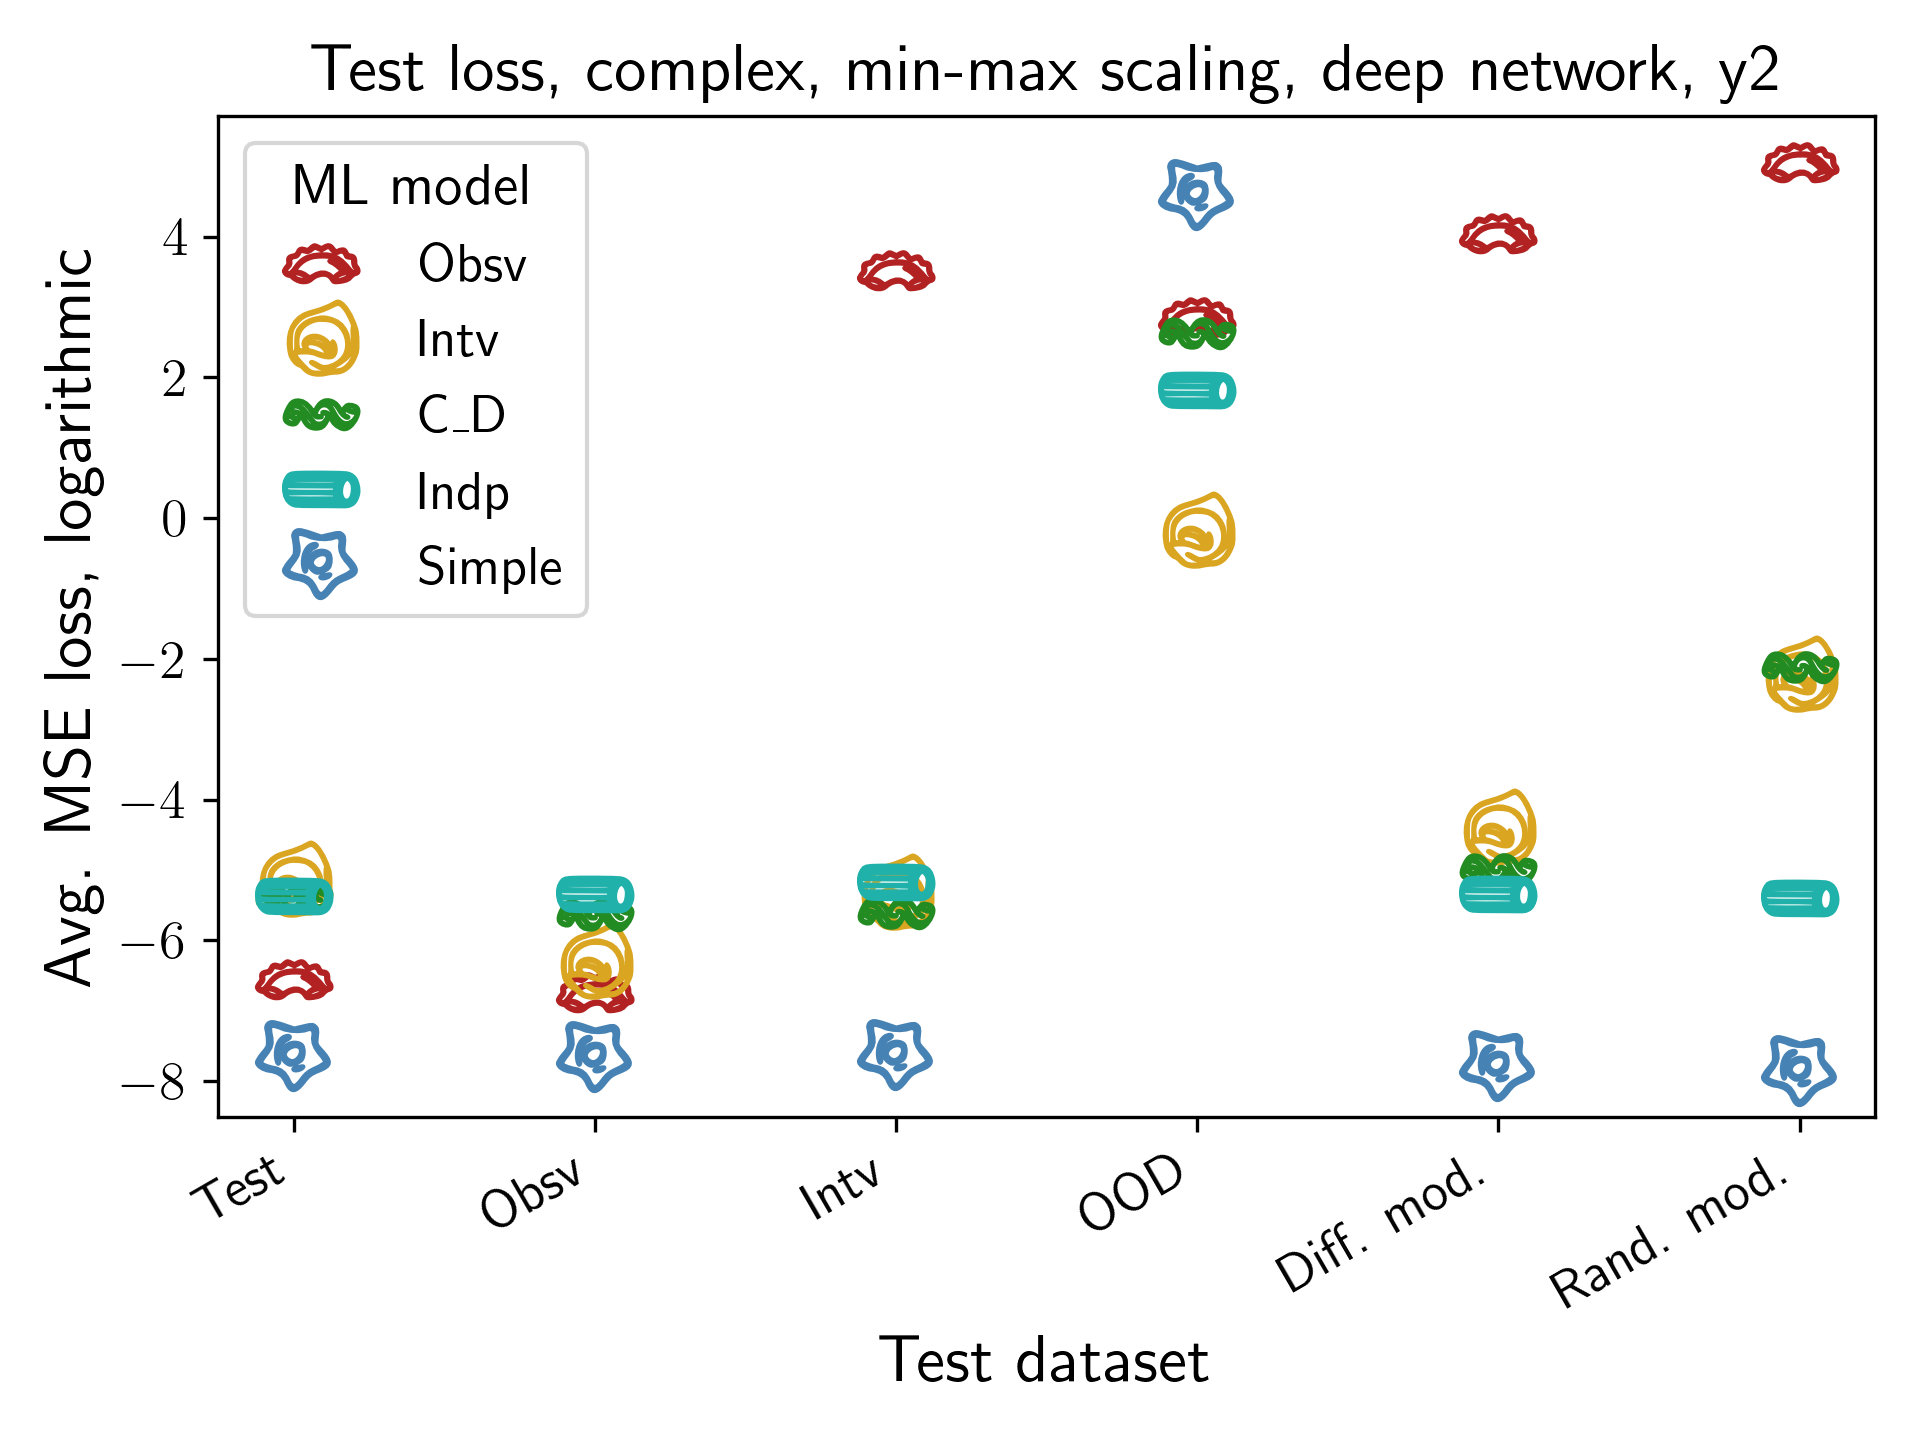 Test loss, complex, min-max scaling, deep network, y2
Avg. MSE loss, logarithmic
4
2
0
−2
−4
−6
−8
ML model
Obsv
Intv
C_D
Indp
Simple
Test
Obsv
Intv
OOD
Diff. mod.
Rand. mod.
Test dataset